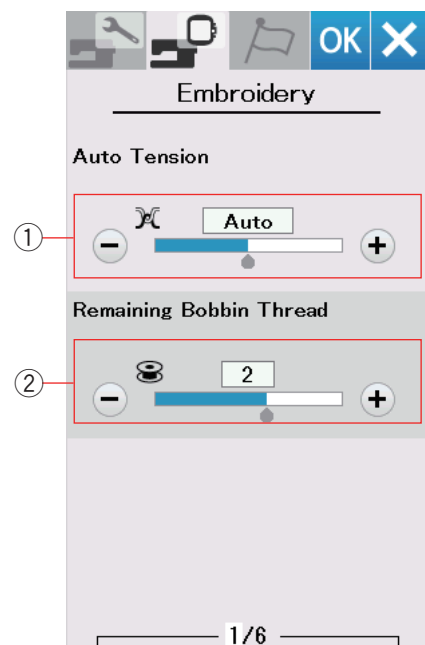 OK
Embroidery
Auto Tension
① Auto
Remaining Bobbin Thread
② 2
1/6